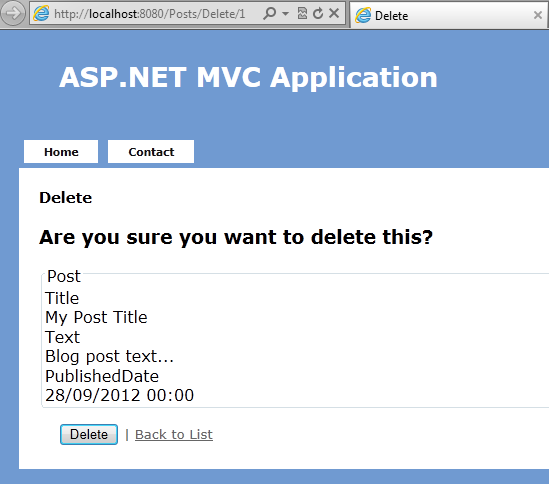 http://localhost:8080/Posts/Delete/1
Delete
ASP.NET MVC Application
Home
Contact
Delete
Are you sure you want to delete this?
Post
Title
My Post Title
Text
Blog post text...
PublishedDate
28/09/2012 00:00
Delete | Back to List